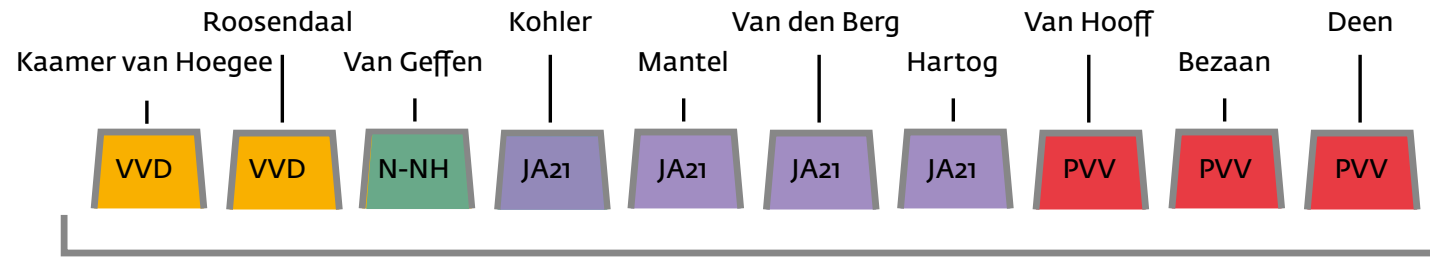 Roosendaal Kohler Van den Berg Van Hooff Deen
Kaamer van Hoegee Van Geffen Mantel Hartog Bezaan
VVD VVD N-NH JA21 JA21 JA21 JA21 PVV PVV PVV